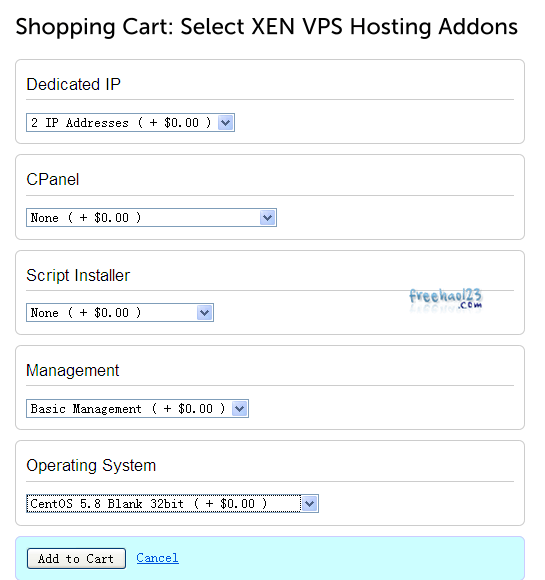 Shopping Cart: Select XEN VPS Hosting Addons
Dedicated IP
2 IP Addresses ( + $0.00 )
CPanel
None ( + $0.00 )
Script Installer
None ( + $0.00 )
freehao123
.com
Management
Basic Management ( + $0.00 )
Operating System
CentOS 5.8 Blank 32bit ( + $0.00 )
Add to Cart Cancel